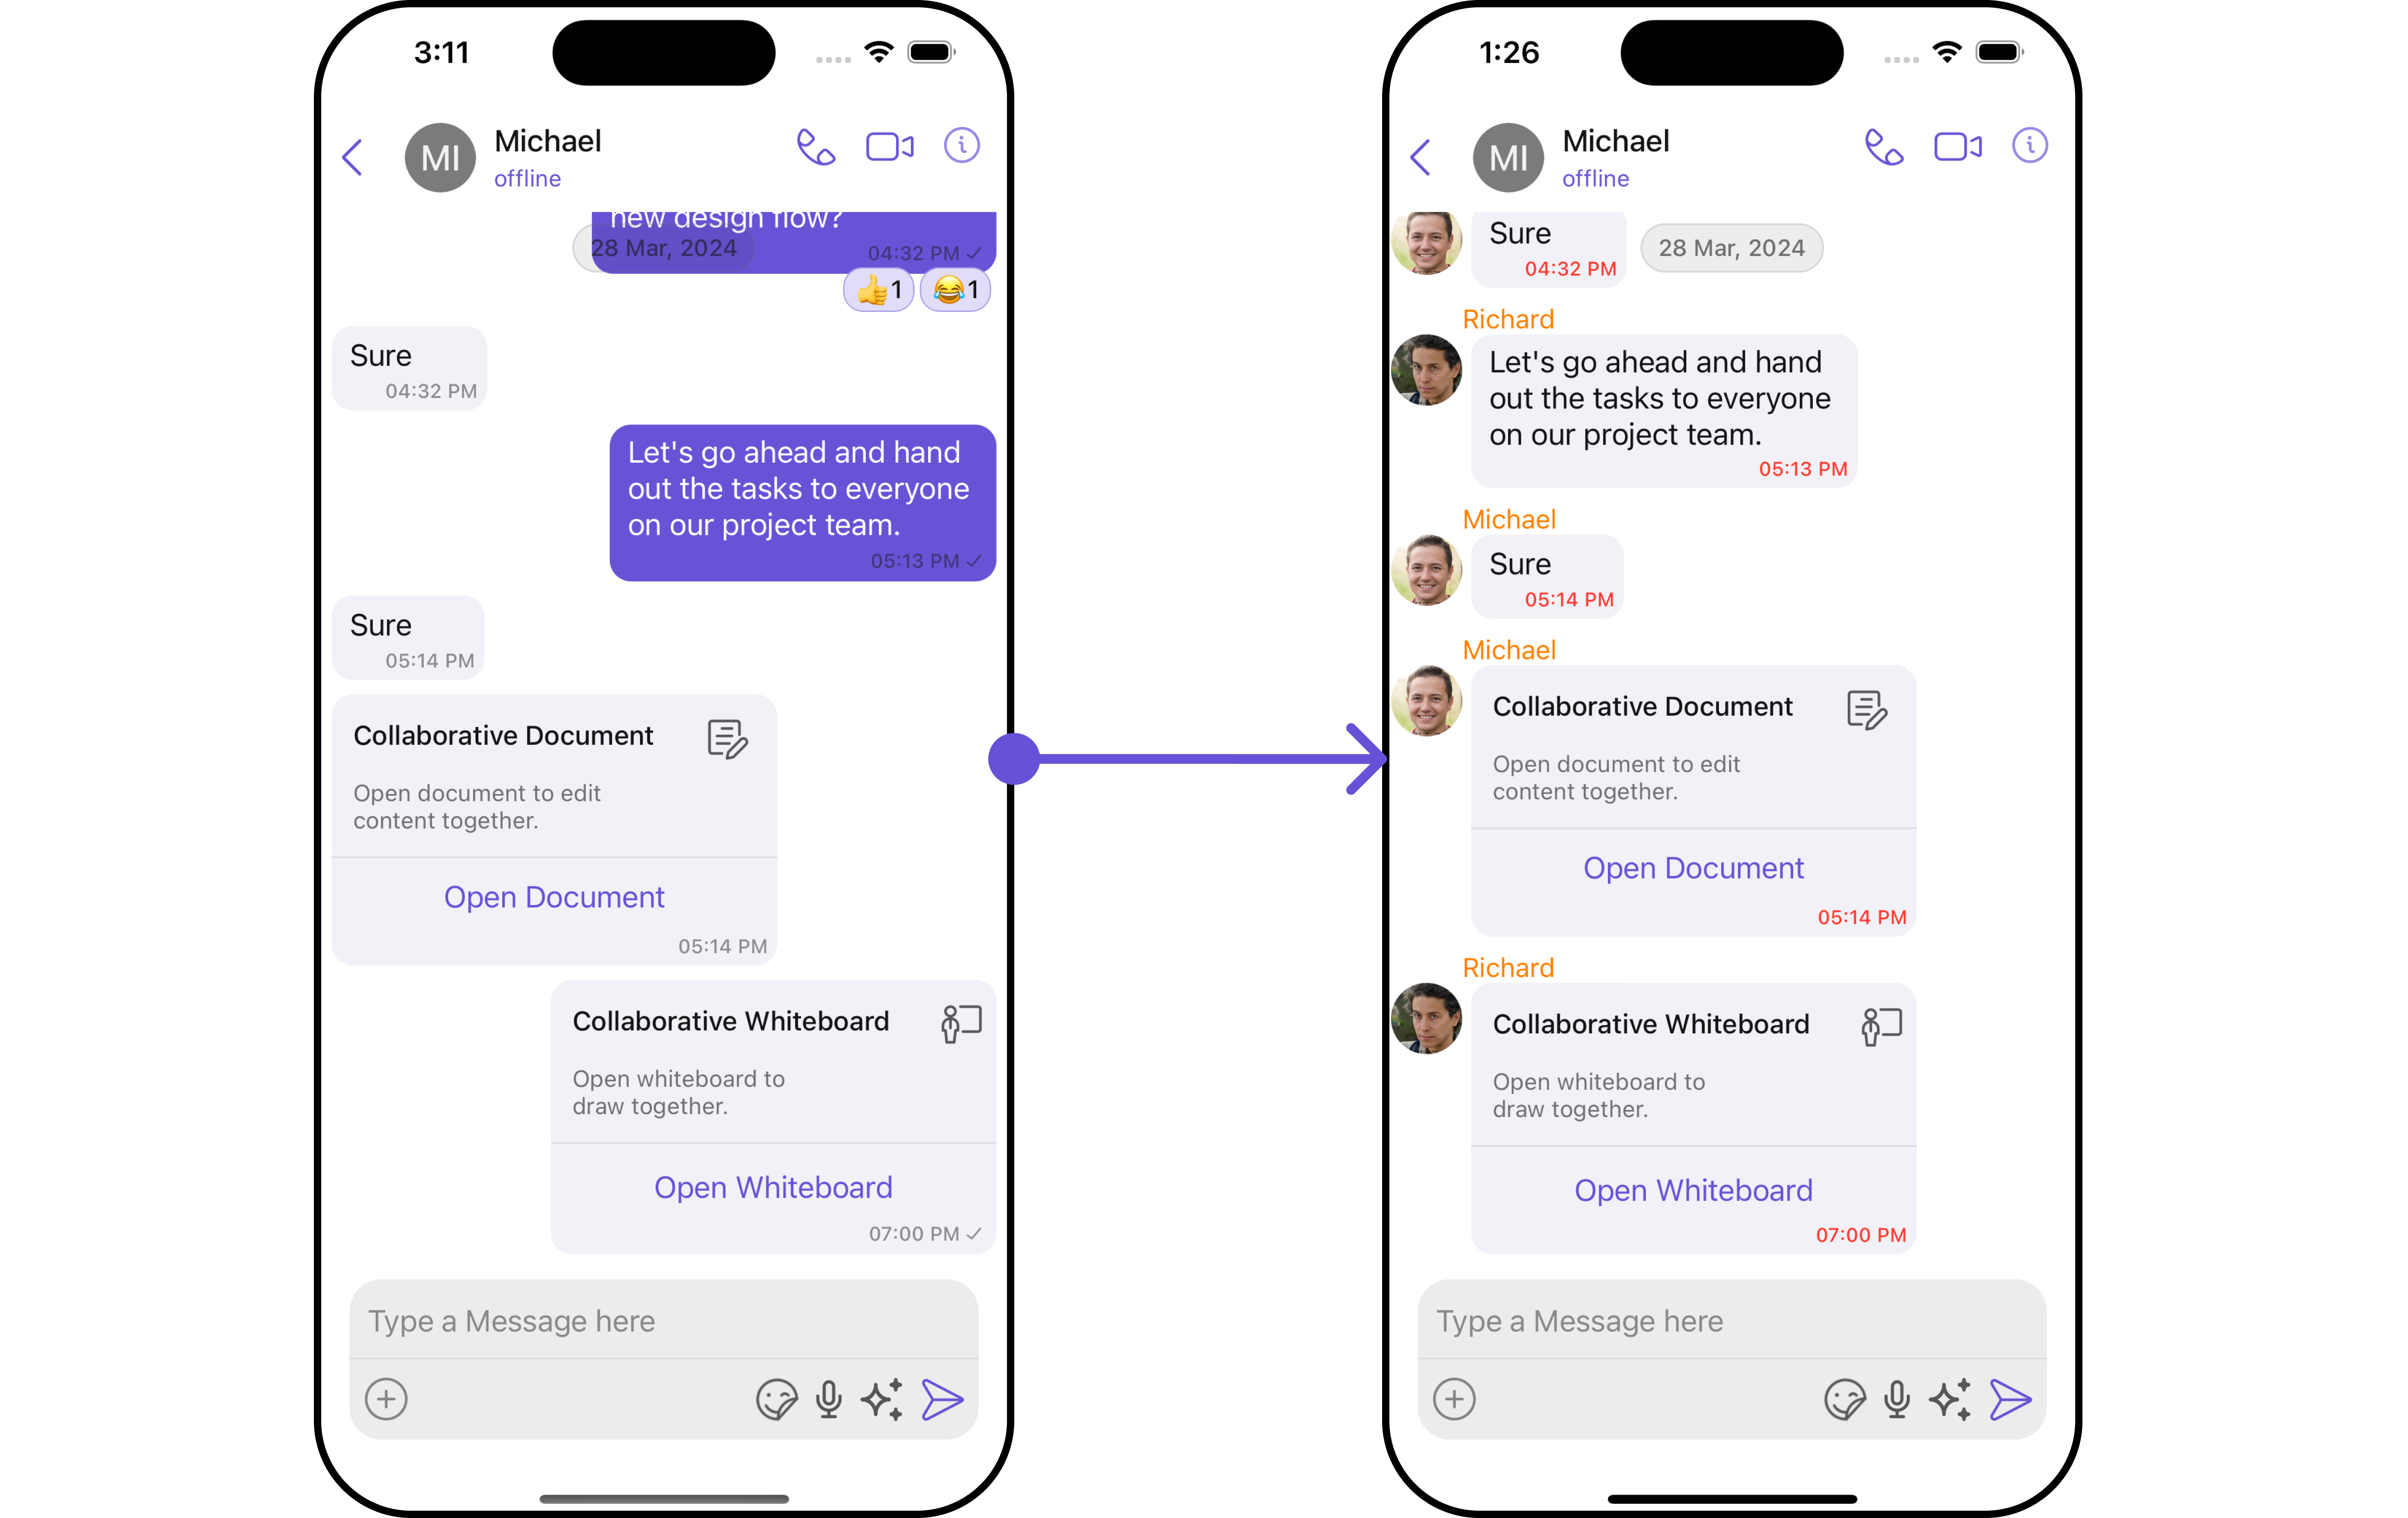 3:11
MI
Michael
offline
new design flow?
28 Mar, 2024
04:32 PM
👍1 😂1
Sure
04:32 PM
Let's go ahead and hand
out the tasks to everyone
on our project team.
05:13 PM
Sure
05:14 PM
Collaborative Document
Open document to edit
content together.
Open Document
05:14 PM
Collaborative Whiteboard
Open whiteboard to
draw together.
Open Whiteboard
07:00 PM
Type a Message here
1:26
MI
Michael
offline
Sure
04:32 PM
28 Mar, 2024
Richard
Let's go ahead and hand
out the tasks to everyone
on our project team.
05:13 PM
Michael
Sure
05:14 PM
Michael
Collaborative Document
Open document to edit
content together.
Open Document
05:14 PM
Richard
Collaborative Whiteboard
Open whiteboard to
draw together.
Open Whiteboard
07:00 PM
Type a Message here